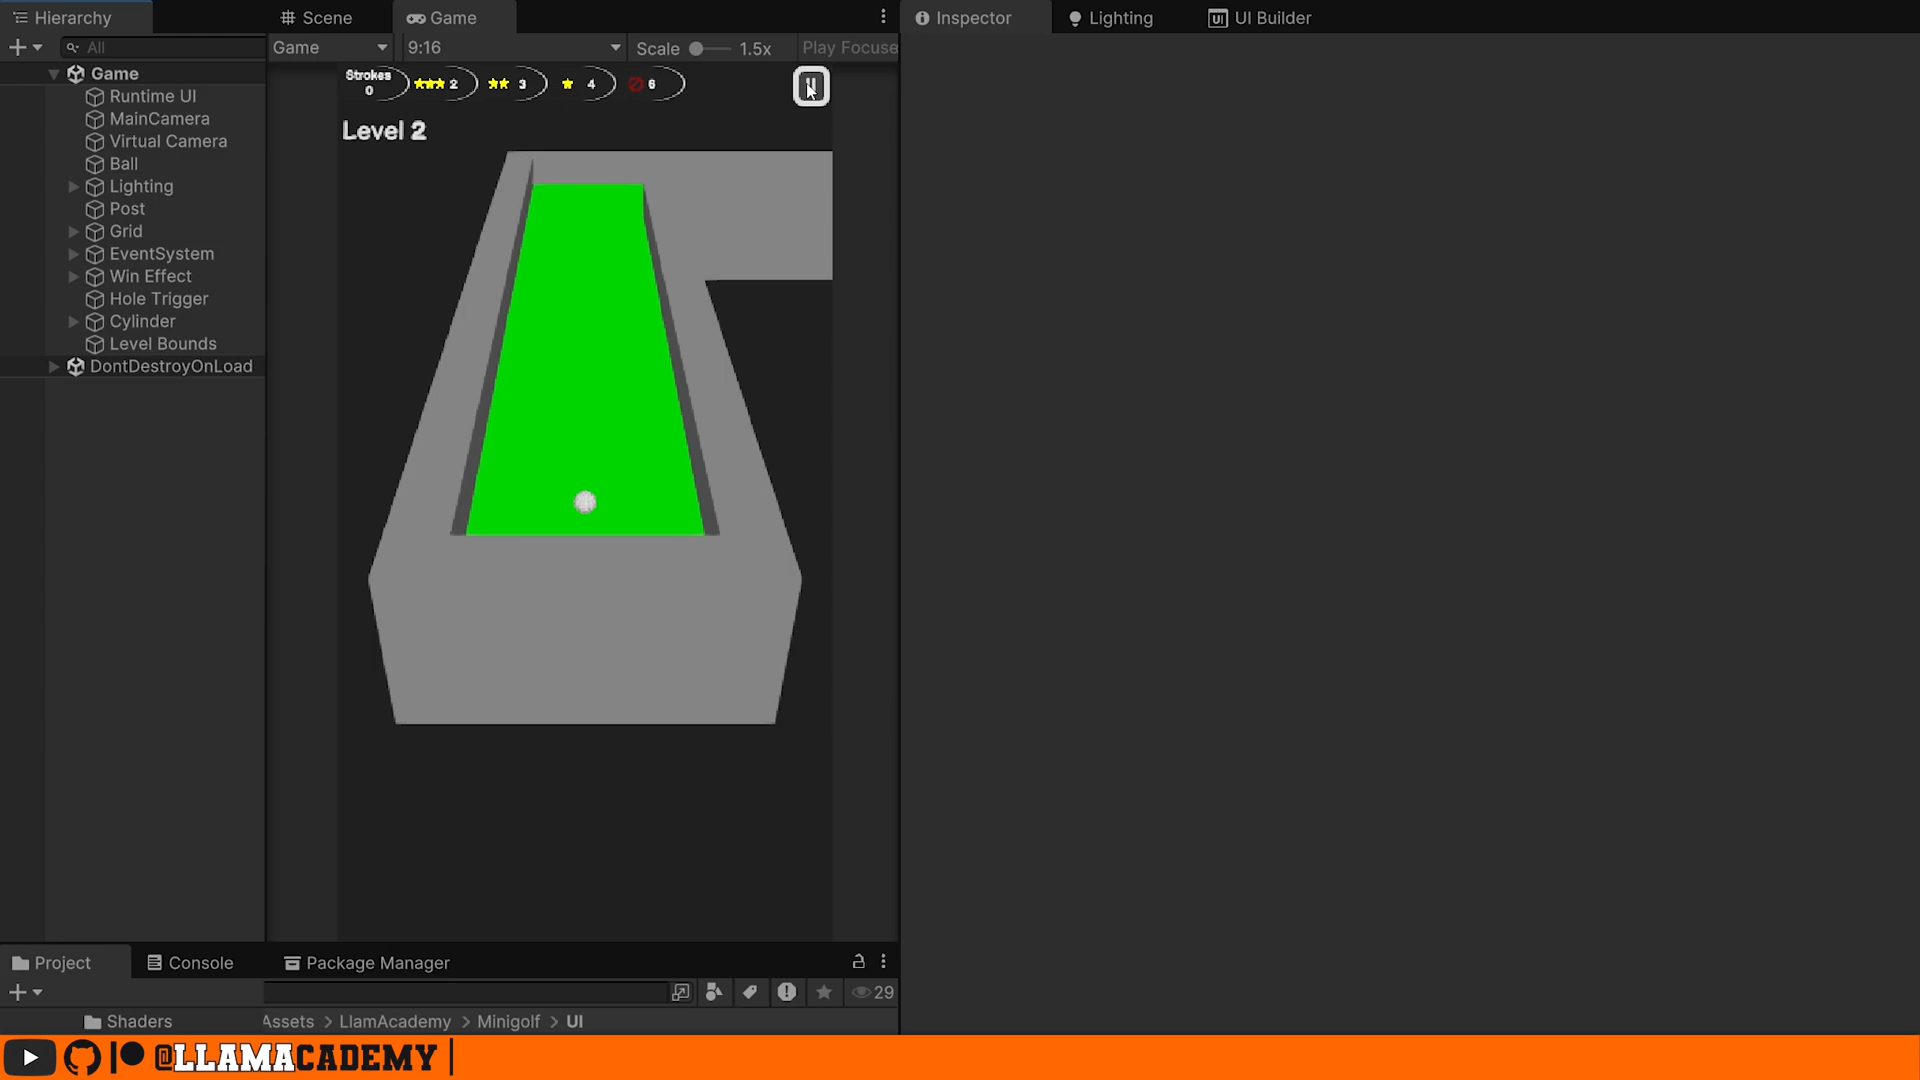 Hierarchy
Scene
Game
Inspector
Lighting
UI Builder
All
Game
9:16
Scale
1.5x
Play Focuse
Game
Strokes
0
2
3
4
6
Runtime UI
MainCamera
Level 2
Virtual Camera
Ball
Lighting
Post
Grid
EventSystem
Win Effect
Hole Trigger
Cylinder
Level Bounds
DontDestroyOnLoad
Project
Console
Package Manager
29
Shaders
Assets > LlamAcademy > Minigolf > UI
@LLAMACADEMY